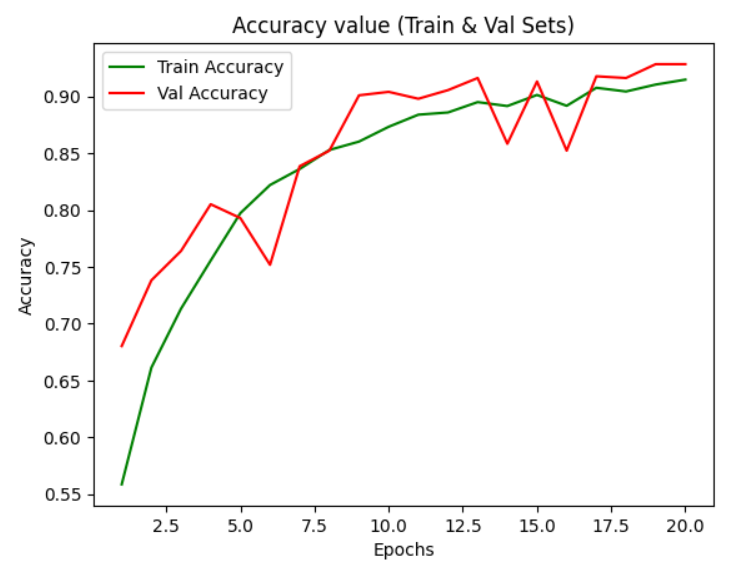 Accuracy value (Train & Val Sets)
Train Accuracy
Val Accuracy
0.90
0.85
0.80
0.75
0.70
0.65
0.60
0.55
Accuracy
2.5 5.0 7.5 10.0 12.5 15.0 17.5 20.0
Epochs